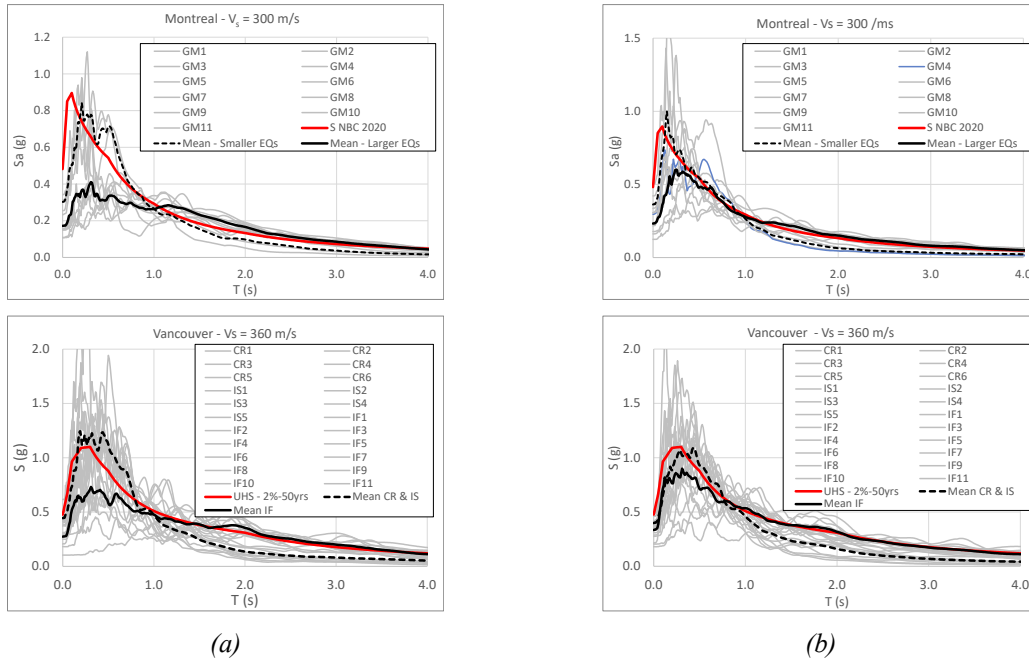 Montreal - Vs = 300 m/s
1.2
1.0
0.8
0.6
0.4
0.2
0.0
Sa (g)
GM1 GM2
GM3 GM4
GM5 GM6
GM7 GM8
GM9 GM10
GM11 S NBC 2020
Mean - Smaller EQs Mean - Larger EQs
0.0 1.0 2.0 3.0 4.0
T (s)
Montreal - Vs = 300 /ms
1.5
1.0
0.5
0.0
Sa (g)
GM1 GM2
GM3 GM4
GM5 GM6
GM7 GM8
GM9 GM10
GM11 S NBC 2020
Mean - Smaller EQs Mean - Larger EQs
0.0 1.0 2.0 3.0 4.0
T (s)
Vancouver - Vs = 360 m/s
2.0
1.5
1.0
0.5
0.0
S (g)
CR1 CR2
CR3 CR4
CR5 CR6
IS1 IS2
IS3 IS4
IS5 IF1
IF2 IF3
IF4 IF5
IF6 IF7
IF8 IF9
IF10 IF11
UHS - 2%-50yrs Mean CR & IS
Mean IF
0.0 1.0 2.0 3.0 4.0
T (s)
Vancouver - Vs = 360 m/s
2.0
1.5
1.0
0.5
0.0
S (g)
CR1 CR2
CR3 CR4
CR5 CR6
IS1 IS2
IS3 IS4
IS5 IF1
IF2 IF3
IF4 IF5
IF6 IF7
IF8 IF9
IF10 IF11
UHS - 2%-50yrs Mean CR & IS
Mean IF
0.0 1.0 2.0 3.0 4.0
T (s)
(a) (b)